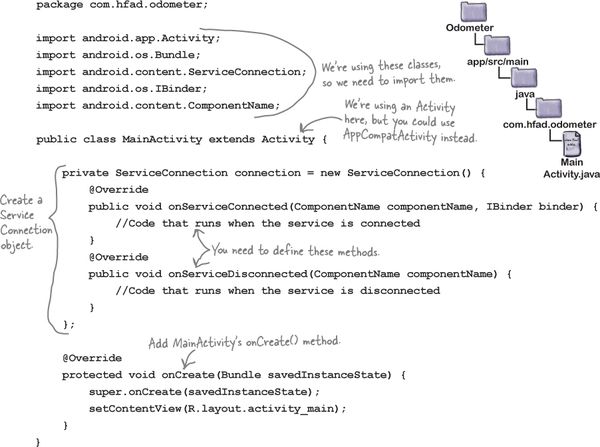 package com.hfad.odometer;
import android.app.Activity;
import android.os.Bundle;
import android.content.ServiceConnection;
import android.os.IBinder;
import android.content.ComponentName;
We're using these classes,
so we need to import them.
Odometer
app/src/main
java
com.hfad.odometer
Main
Activity.java
We're using an Activity
here, but you could use
AppCompatActivity instead.
public class MainActivity extends Activity {
Create a
Service
Connection
object.
private ServiceConnection connection = new ServiceConnection() {
@Override
public void onServiceConnected(ComponentName componentName, IBinder binder) {
//Code that runs when the service is connected
}
You need to define these methods.
@Override
public void onServiceDisconnected(ComponentName componentName) {
//Code that runs when the service is disconnected
}
};
Add MainActivity's onCreate() method.
@Override
protected void onCreate(Bundle savedInstanceState) {
super.onCreate(savedInstanceState);
setContentView(R.layout.activity_main);
}
}